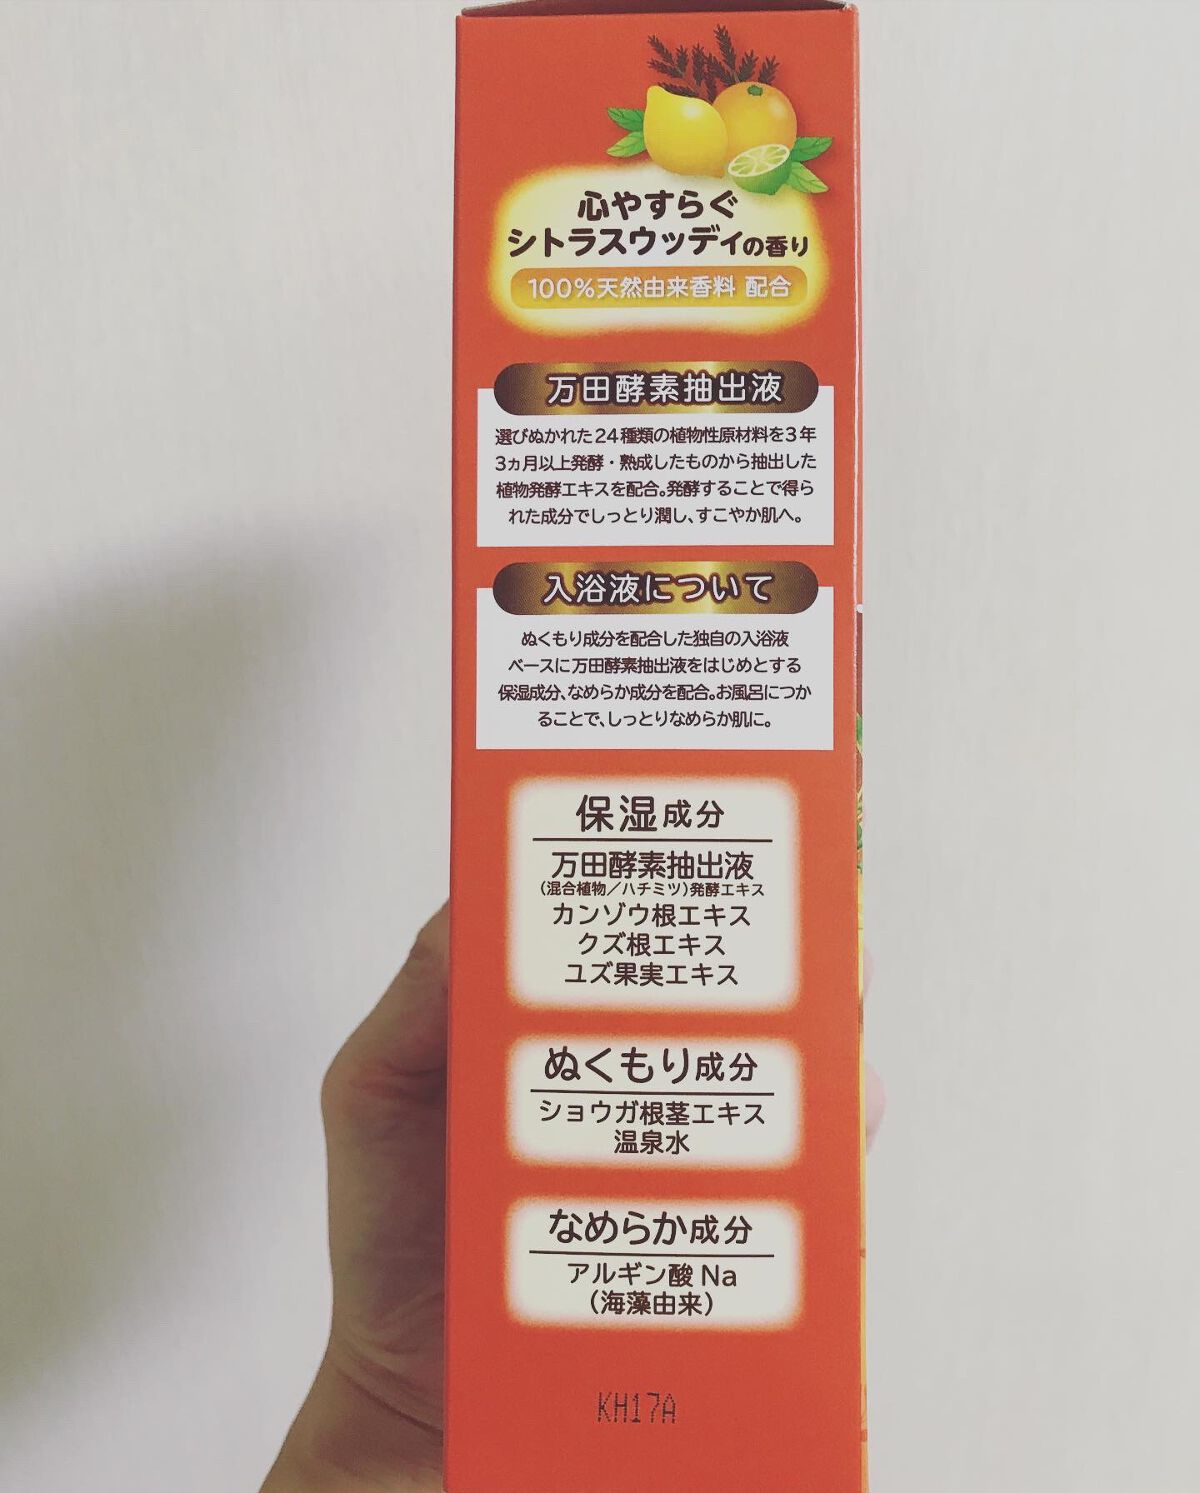 心やすらぐ
シトラスウッディの香り
100%天然由来香料 配合
万田酵素抽出液
選びぬかれた24種類の植物性原材料を3年
3ヵ月以上発酵・熟成したものから抽出した
植物発酵エキスを配合。発酵することで得ら
れた成分でしっとり潤し、すこやか肌へ。
入浴液について
ぬくもり成分を配合した独自の入浴液
ベースに万田酵素抽出液をはじめとする
保湿成分、なめらか成分を配合。お風呂につか
ることで、しっとりなめらか肌に。
保湿成分
万田酵素抽出液
(混合植物/ハチミツ)発酵エキス
カンゾウ根エキス
クズ根エキス
ユズ果実エキス
ぬくもり成分
ショウガ根茎エキス
温泉水
なめらか成分
アルギン酸 Na
(海藻由来)
KH17A